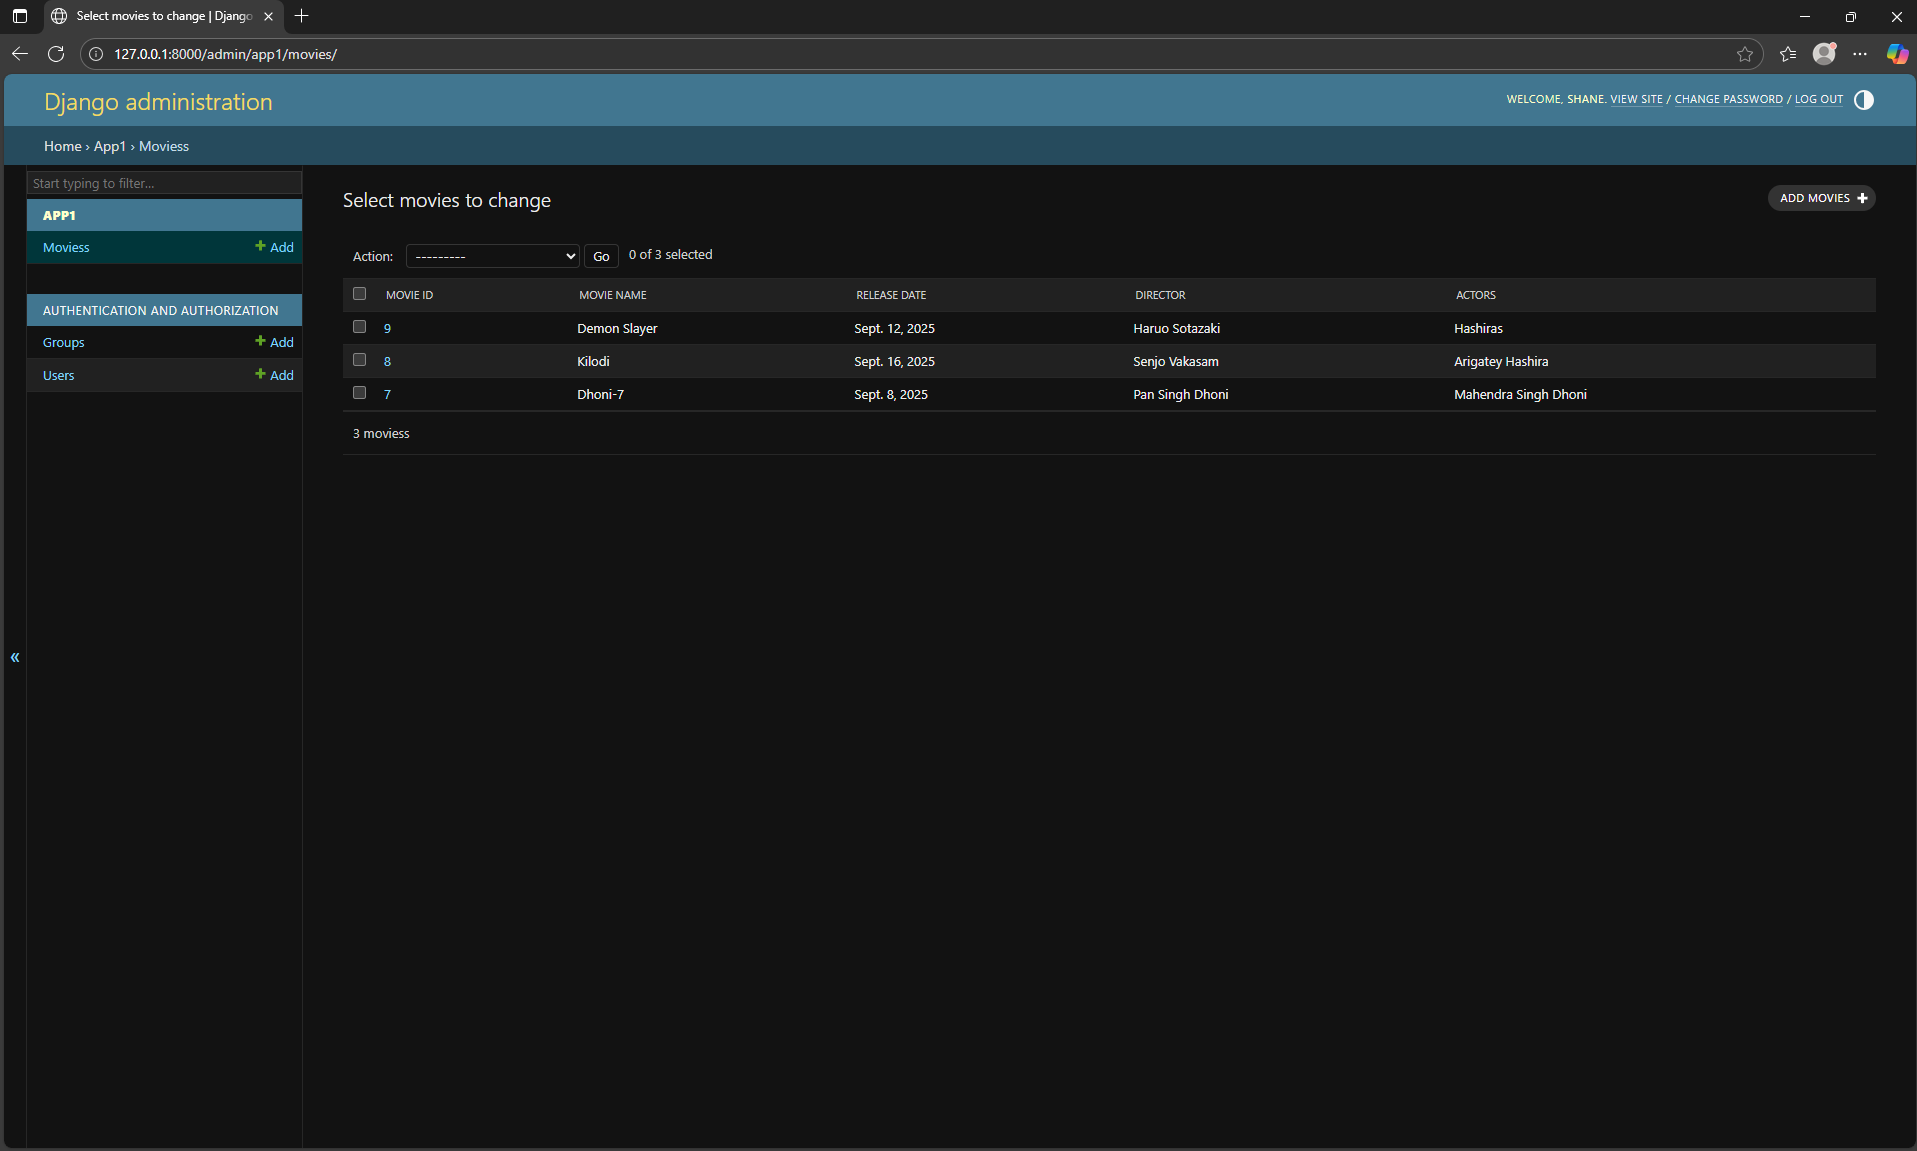 Select movies to change | Django
127.0.0.1:8000/admin/app1/movies/
Django administration
WELCOME, SHANE. VIEW SITE / CHANGE PASSWORD / LOG OUT
Home › App1 › Moviess
Start typing to filter...
APP1
Moviess + Add
AUTHENTICATION AND AUTHORIZATION
Groups + Add
Users + Add
«
Select movies to change
ADD MOVIES +
Action: --------- Go 0 of 3 selected
MOVIE ID MOVIE NAME RELEASE DATE DIRECTOR ACTORS
9 Demon Slayer Sept. 12, 2025 Haruo Sotazaki Hashiras
8 Kilodi Sept. 16, 2025 Senjo Vakasam Arigatey Hashira
7 Dhoni-7 Sept. 8, 2025 Pan Singh Dhoni Mahendra Singh Dhoni
3 moviess